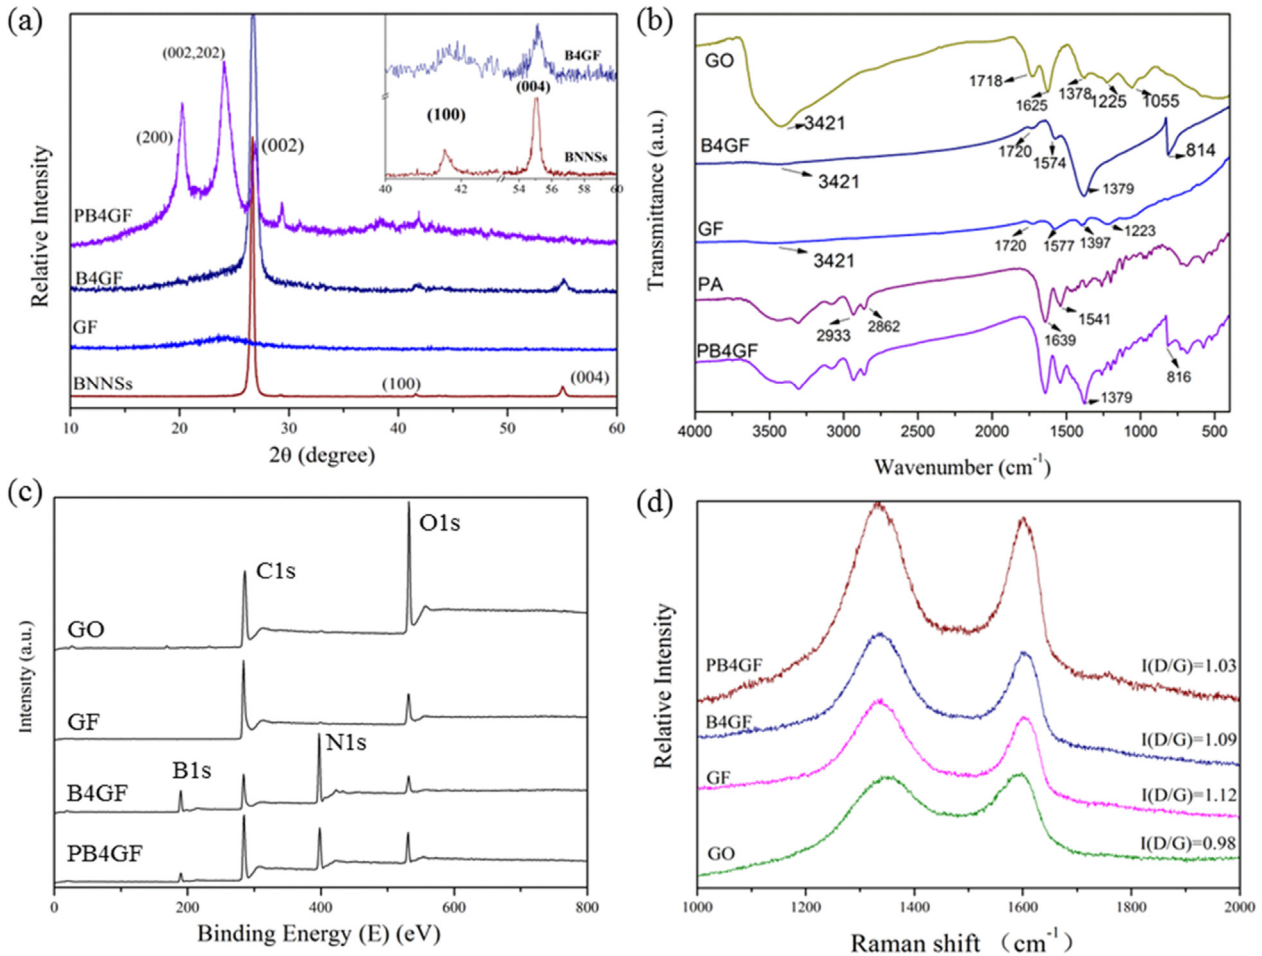 (a)
Relative Intensity
(002,202)
(200)
(002)
PB4GF
B4GF
GF
BNNSs
(100)
(004)
B4GF
(004)
(100)
BNNSs
40
42
54
56
58
60
10
20
30
40
50
60
2θ (degree)
(b)
Transmittance (a.u.)
GO
3421
1718
1625
1378
1225
1055
B4GF
3421
1720
1574
1379
814
GF
3421
1720
1577
1397
1223
PA
2933
2862
1639
1541
PB4GF
1379
816
4000
3500
3000
2500
2000
1500
1000
500
Wavenumber (cm-1)
(c)
Intensity (a.u.)
O1s
C1s
GO
GF
N1s
B1s
B4GF
PB4GF
0
200
400
600
800
Binding Energy (E) (eV)
(d)
Relative Intensity
PB4GF
I(D/G)=1.03
B4GF
I(D/G)=1.09
GF
I(D/G)=1.12
GO
I(D/G)=0.98
1000
1200
1400
1600
1800
2000
Raman shift （cm-1）